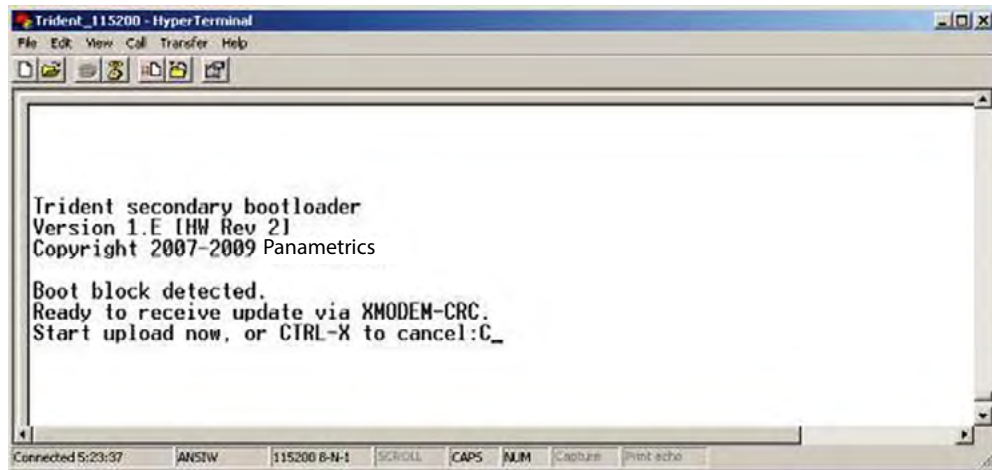 Trident_115200 - HyperTerminal
File Edit View Call Transfer Help
Trident secondary bootloader
Version 1.E [HW Rev 2]
Copyright 2007-2009 Panametrics
Boot block detected.
Ready to receive update via XMODEM-CRC.
Start upload now, or CTRL-X to cancel:C_
Connected 5:23:37 ANSIW 115200 8-N-1 SCROLL CAPS NUM Capture Print echo